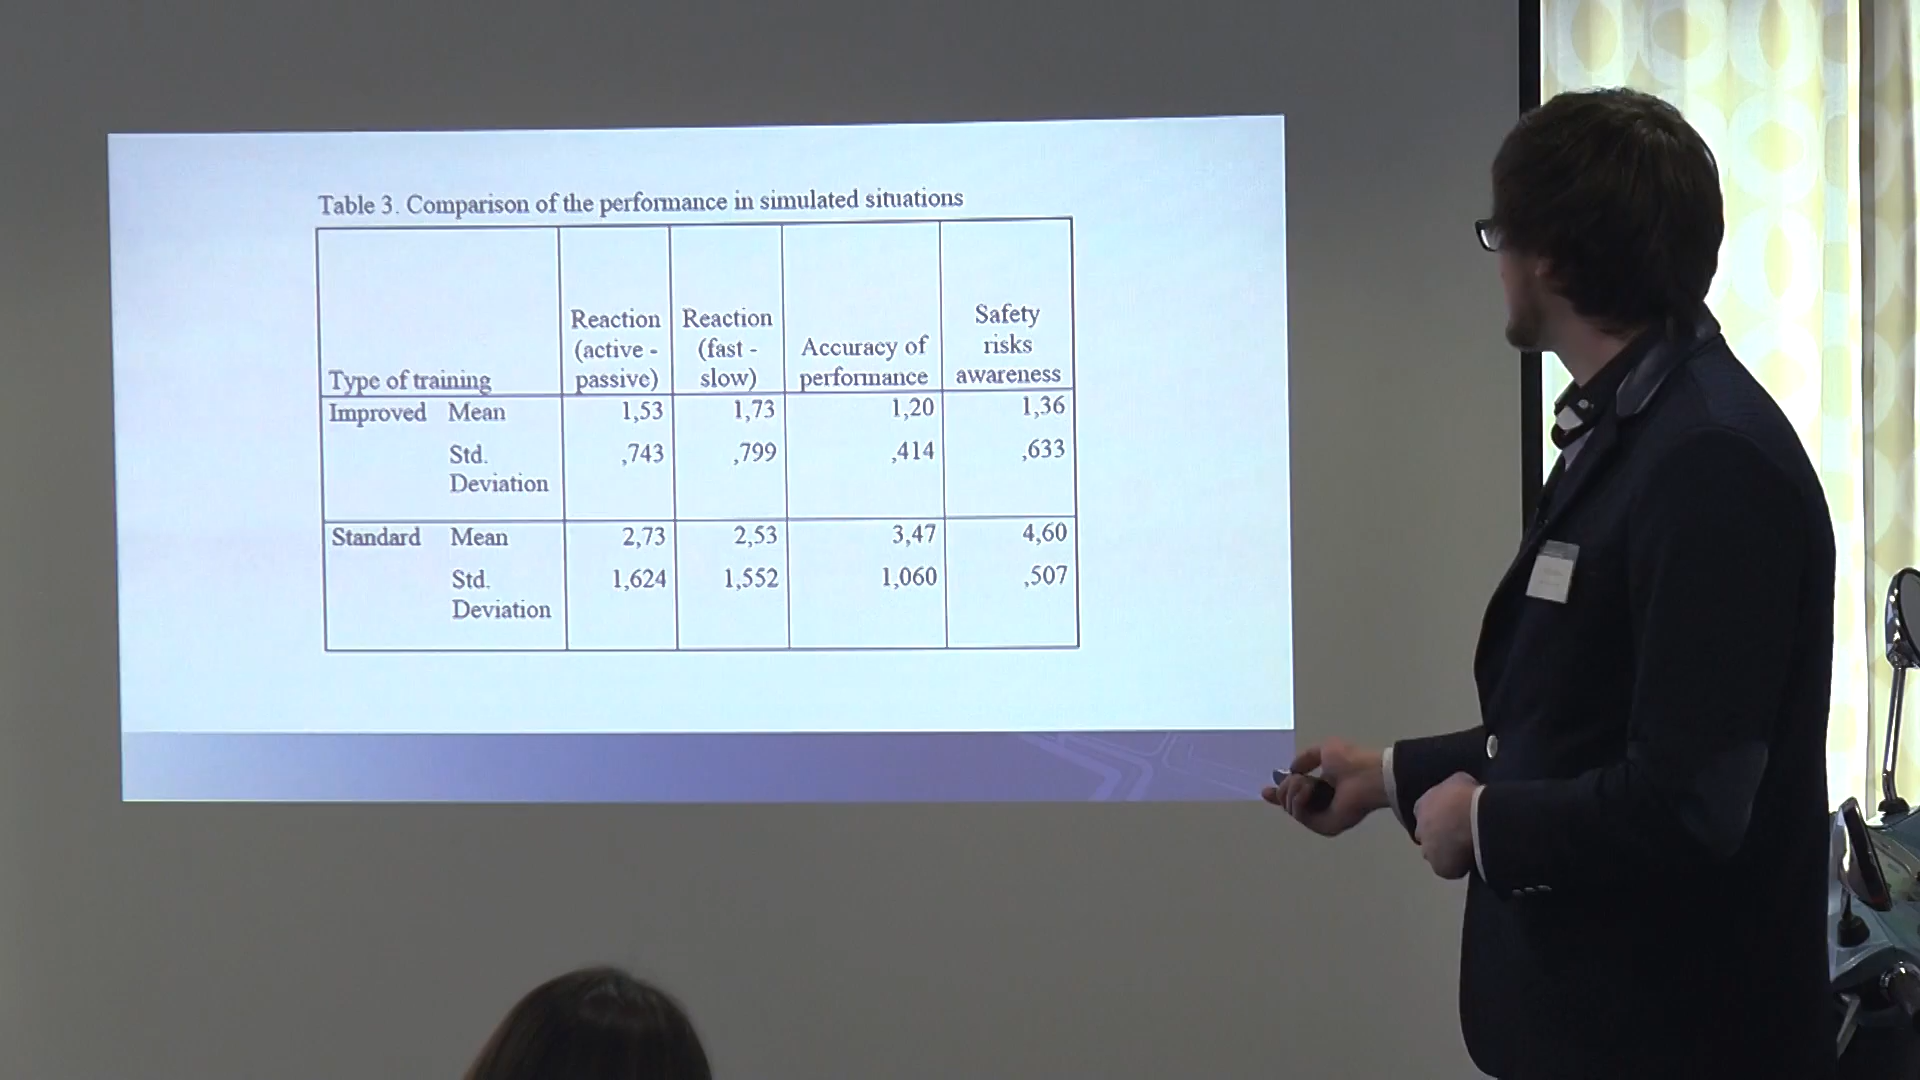 Table 3. Comparison of the performance in simulated situations
Type of training
Reaction
(active -
passive)
Reaction
(fast -
slow)
Accuracy of
performance
Safety
risks
awareness
Improved Mean 1,53 1,73 1,20 1,36
Std. ,743 ,799 ,414 ,633
Deviation
Standard Mean 2,73 2,53 3,47 4,60
Std. 1,624 1,552 1,060 ,507
Deviation